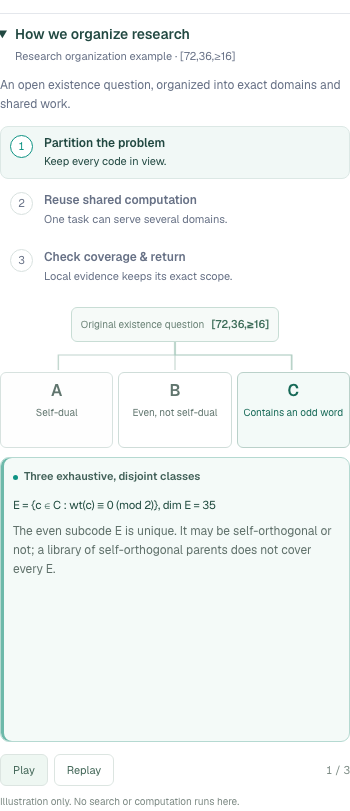 How we organize research
Research organization example · [72,36,≥16]
An open existence question, organized into exact domains and
shared work.
1
Partition the problem
Keep every code in view.
2
Reuse shared computation
One task can serve several domains.
3
Check coverage & return
Local evidence keeps its exact scope.
Original existence question [72,36,≥16]
A
Self-dual
B
Even, not self-dual
C
Contains an odd word
Three exhaustive, disjoint classes
E = {c ∈ C : wt(c) ≡ 0 (mod 2)}, dim E = 35
The even subcode E is unique. It may be self-orthogonal or
not; a library of self-orthogonal parents does not cover
every E.
Play
Replay
1 / 3
Illustration only. No search or computation runs here.